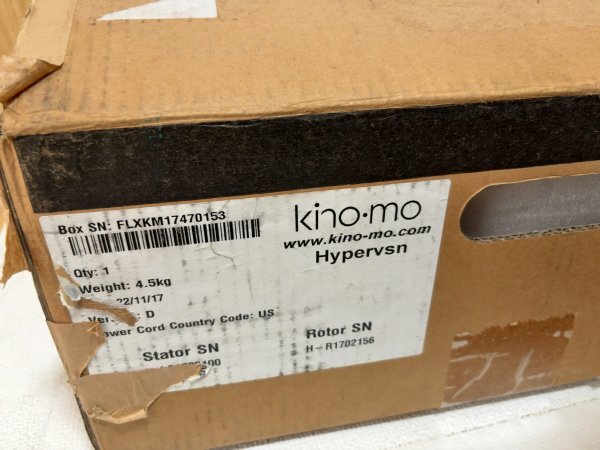 Box SN: FLXKM17470153
kino·mo
www.kino-mo.com
Hypervsn
Qty: 1
Weight: 4.5kg
22/11/17
D
Power Cord Country Code: US
Stator SN
Rotor SN
H-R1702156